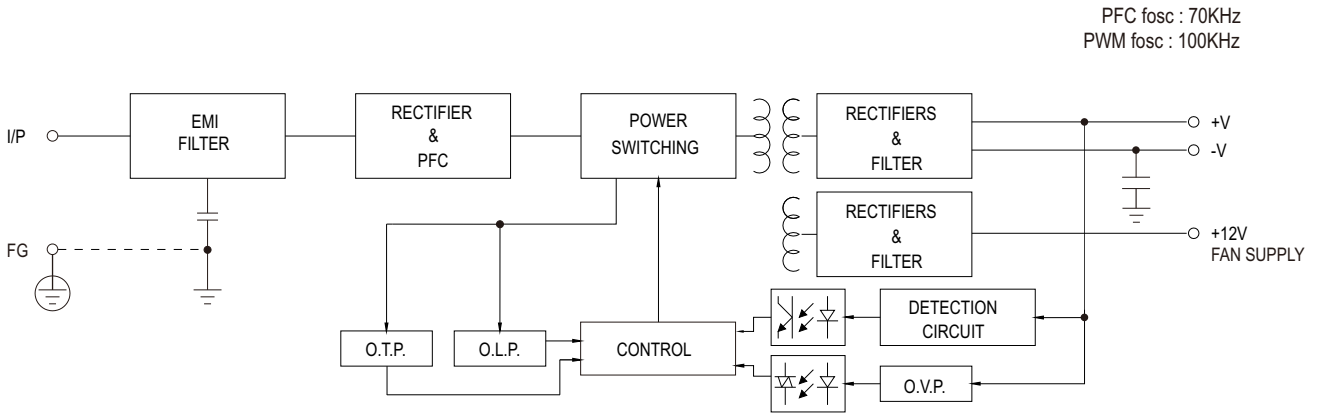 PFC fosc : 70KHz
PWM fosc : 100KHz
I/P
EMI
FILTER
RECTIFIER
&
PFC
POWER
SWITCHING
RECTIFIERS
&
FILTER
+V
-V
FG
RECTIFIERS
&
FILTER
+12V
FAN SUPPLY
O.T.P.
O.L.P.
CONTROL
DETECTION
CIRCUIT
O.V.P.